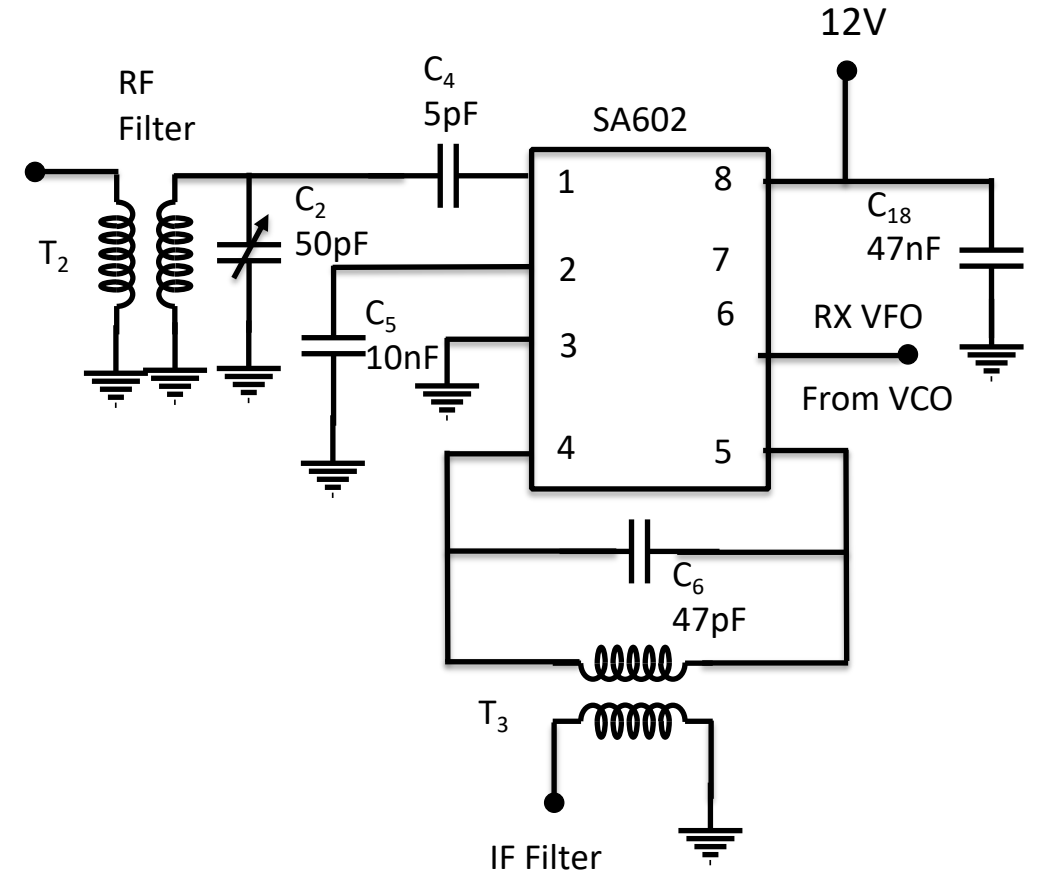 12V
RF
Filter
C4
5pF
SA602
1
8
C2
50pF
C18
47nF
T2
2
7
C5
10nF
6
RX VFO
3
From VCO
4
5
C6
47pF
T3
IF Filter